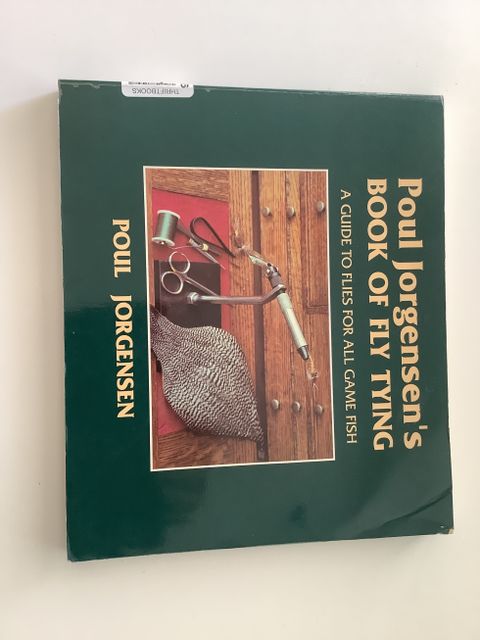 Poul Jorgensen's
BOOK OF FLY TYING
A GUIDE TO FLIES FOR ALL GAME FISH
POUL JORGENSEN
THRIFTBOOKS